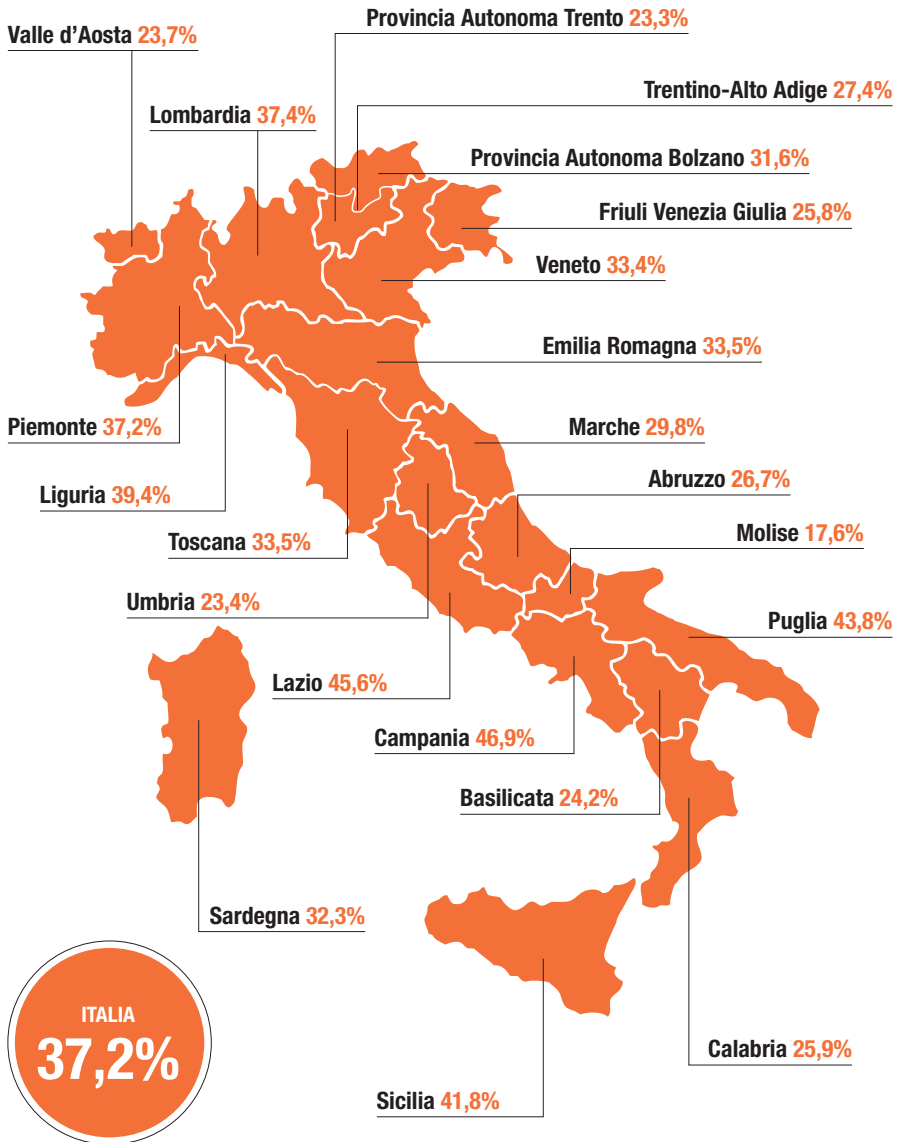 Provincia Autonoma Trento 23,3%
Valle d'Aosta 23,7%
Trentino-Alto Adige 27,4%
Lombardia 37,4%
Provincia Autonoma Bolzano 31,6%
Friuli Venezia Giulia 25,8%
Veneto 33,4%
Emilia Romagna 33,5%
Piemonte 37,2%
Marche 29,8%
Abruzzo 26,7%
Liguria 39,4%
Molise 17,6%
Toscana 33,5%
Umbria 23,4%
Puglia 43,8%
Lazio 45,6%
Campania 46,9%
Basilicata 24,2%
Sardegna 32,3%
ITALIA
37,2%
Calabria 25,9%
Sicilia 41,8%